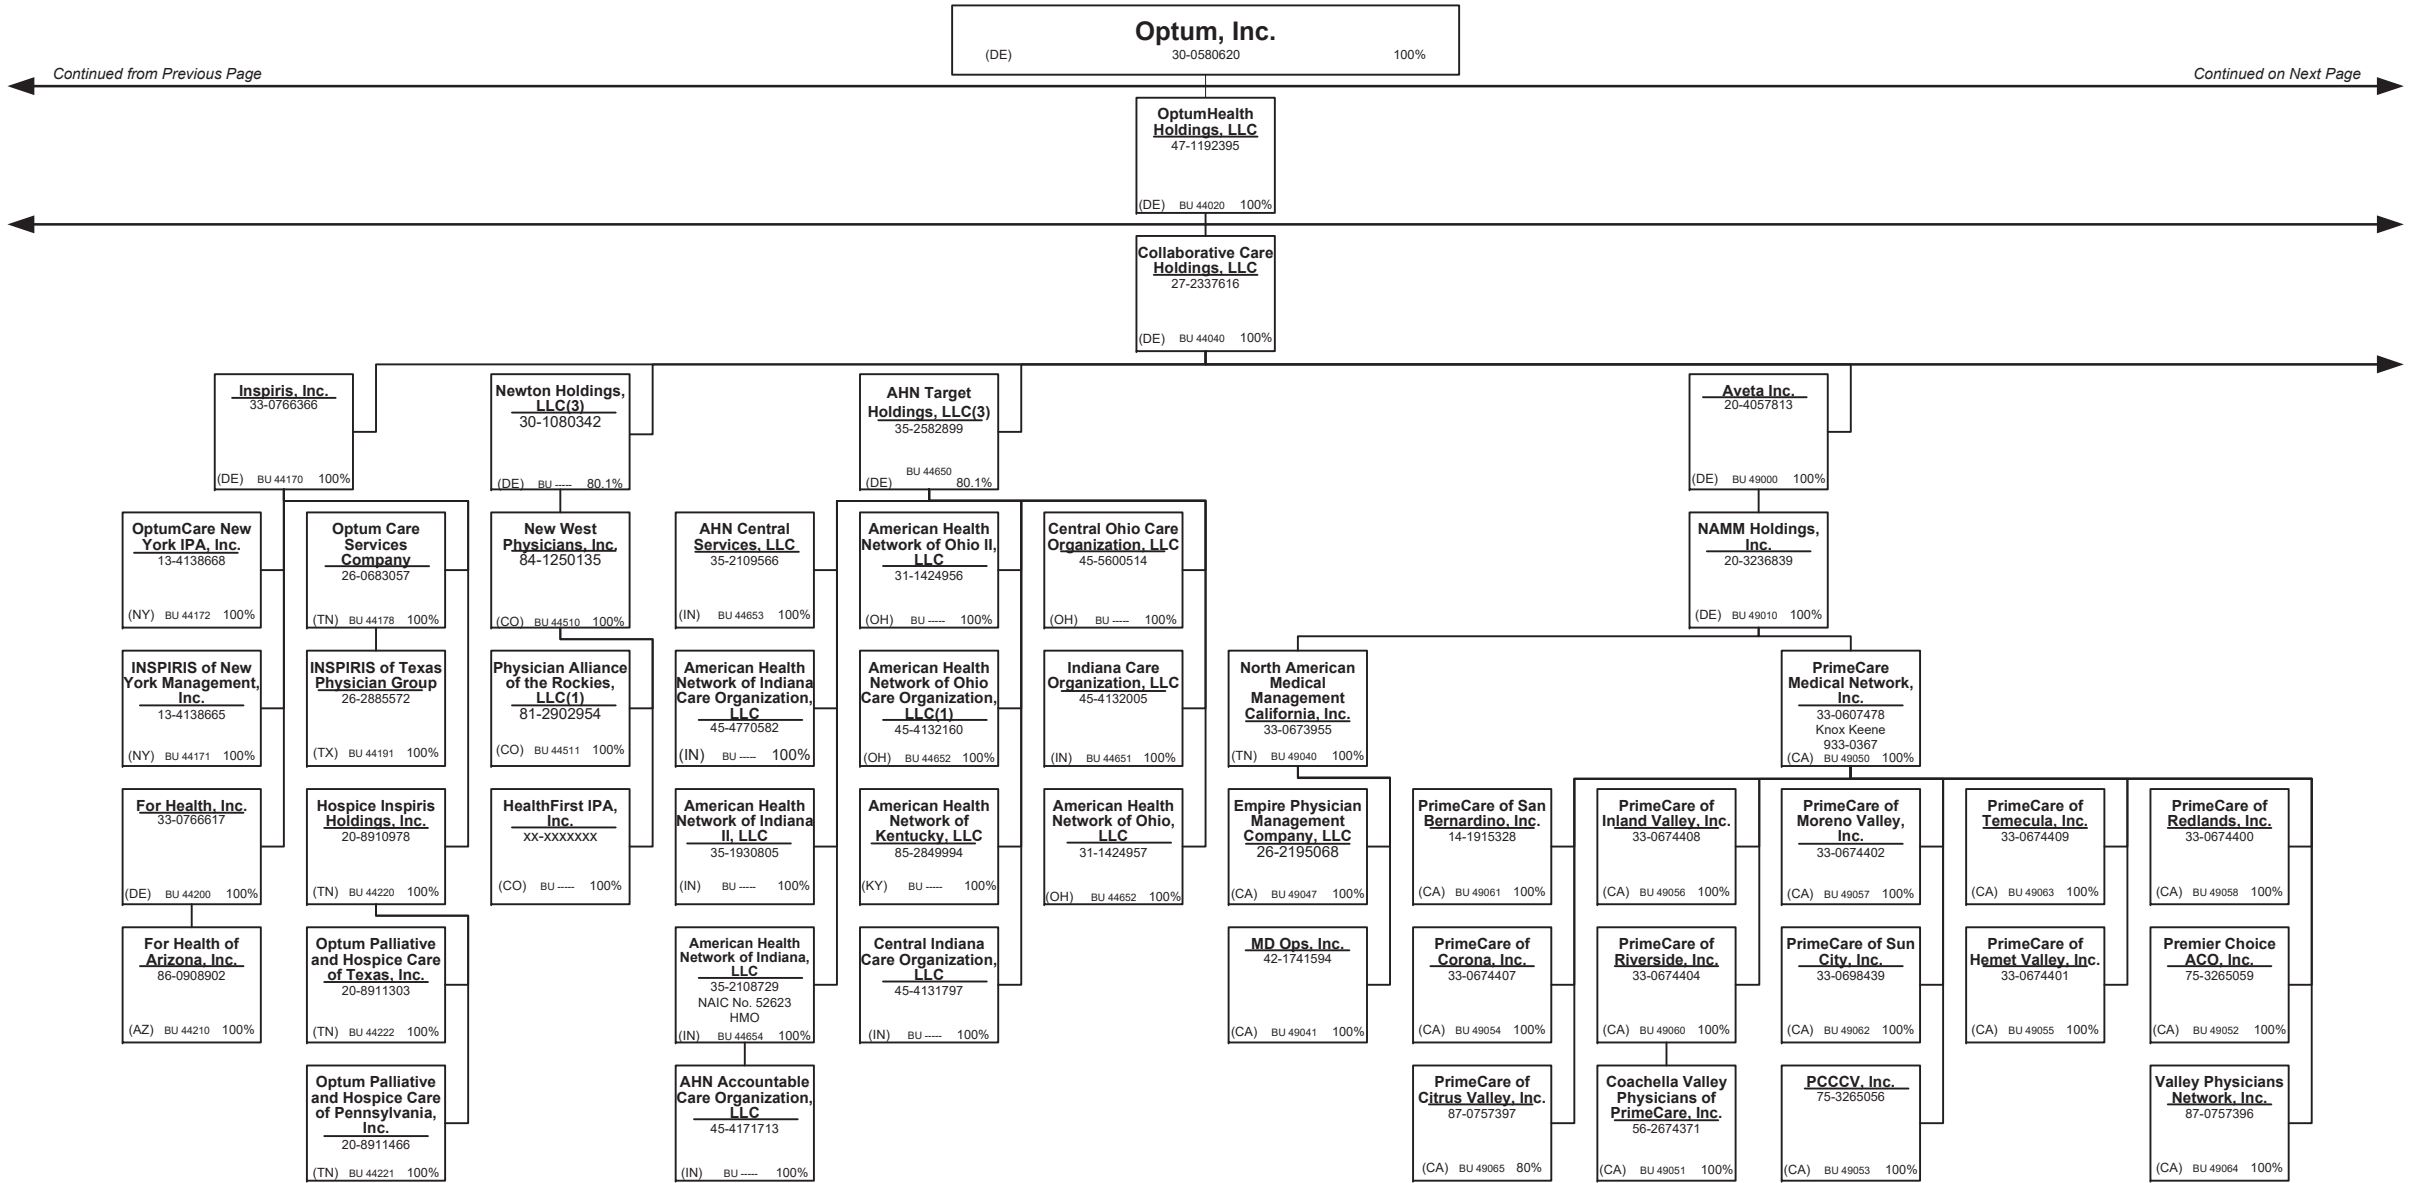 Optum, Inc.
(DE) 30-0580620 100%
Continued from Previous Page
Continued on Next Page
OptumHealth
Holdings, LLC
47-1192395
(DE) BU 44020 100%
Collaborative Care
Holdings, LLC
27-2337616
(DE) BU 44040 100%
Inspiris, Inc.
33-0766366
(DE) BU 44170 100%
Newton Holdings,
LLC(3)
30-1080342
(DE) BU ----- 80.1%
AHN Target
Holdings, LLC(3)
35-2582899
BU 44650
(DE) 80.1%
Aveta Inc.
20-4057813
(DE) BU 49000 100%
OptumCare New
York IPA, Inc.
13-4138668
(NY) BU 44172 100%
Optum Care
Services
Company
26-0683057
(TN) BU 44178 100%
New West
Physicians, Inc.
84-1250135
(CO) BU 44510 100%
AHN Central
Services, LLC
35-2109566
(IN) BU 44653 100%
American Health
Network of Ohio II,
LLC
31-1424956
(OH) BU ----- 100%
Central Ohio Care
Organization, LLC
45-5600514
(OH) BU ----- 100%
NAMM Holdings,
Inc.
20-3236839
(DE) BU 49010 100%
INSPIRIS of New
York Management,
Inc.
13-4138665
(NY) BU 44171 100%
INSPIRIS of Texas
Physician Group
26-2885572
(TX) BU 44191 100%
Physician Alliance
of the Rockies,
LLC(1)
81-2902954
(CO) BU 44511 100%
American Health
Network of Indiana
Care Organization,
LLC
45-4770582
(IN) BU ----- 100%
American Health
Network of Ohio
Care Organization,
LLC(1)
45-4132160
(OH) BU 44652 100%
Indiana Care
Organization, LLC
45-4132005
(IN) BU 44651 100%
North American
Medical
Management
California, Inc.
33-0673955
(TN) BU 49040 100%
PrimeCare
Medical Network,
Inc.
33-0607478
Knox Keene
933-0367
(CA) BU 49050 100%
For Health, Inc.
33-0766617
(DE) BU 44200 100%
Hospice Inspiris
Holdings, Inc.
20-8910978
(TN) BU 44220 100%
HealthFirst IPA,
Inc.
xx-xxxxxxx
(CO) BU ----- 100%
American Health
Network of Indiana
II, LLC
35-1930805
(IN) BU ----- 100%
American Health
Network of
Kentucky, LLC
85-2849994
(KY) BU ----- 100%
American Health
Network of Ohio,
LLC
31-1424957
(OH) BU 44652 100%
Empire Physician
Management
Company, LLC
26-2195068
(CA) BU 49047 100%
PrimeCare of San
Bernardino, Inc.
14-1915328
(CA) BU 49061 100%
PrimeCare of
Inland Valley, Inc.
33-0674408
(CA) BU 49056 100%
PrimeCare of
Moreno Valley,
Inc.
33-0674402
(CA) BU 49057 100%
PrimeCare of
Temecula, Inc.
33-0674409
(CA) BU 49063 100%
PrimeCare of
Redlands, Inc.
33-0674400
(CA) BU 49058 100%
For Health of
Arizona, Inc.
86-0908902
(AZ) BU 44210 100%
Optum Palliative
and Hospice Care
of Texas, Inc.
20-8911303
(TN) BU 44222 100%
American Health
Network of Indiana,
LLC
35-2108729
NAIC No. 52623
HMO
(IN) BU 44654 100%
Central Indiana
Care Organization,
LLC
45-4131797
(IN) BU ----- 100%
MD Ops, Inc.
42-1741594
(CA) BU 49041 100%
PrimeCare of
Corona, Inc.
33-0674407
(CA) BU 49054 100%
PrimeCare of
Riverside, Inc.
33-0674404
(CA) BU 49060 100%
PrimeCare of Sun
City, Inc.
33-0698439
(CA) BU 49062 100%
PrimeCare of
Hemet Valley, Inc.
33-0674401
(CA) BU 49055 100%
Premier Choice
ACO, Inc.
75-3265059
(CA) BU 49052 100%
Optum Palliative
and Hospice Care
of Pennsylvania,
Inc.
20-8911466
(TN) BU 44221 100%
AHN Accountable
Care Organization,
LLC
45-4171713
(IN) BU ----- 100%
PrimeCare of
Citrus Valley, Inc.
87-0757397
(CA) BU 49065 80%
Coachella Valley
Physicians of
PrimeCare, Inc.
56-2674371
(CA) BU 49051 100%
PCCCV, Inc.
75-3265056
(CA) BU 49053 100%
Valley Physicians
Network, Inc.
87-0757396
(CA) BU 49064 100%